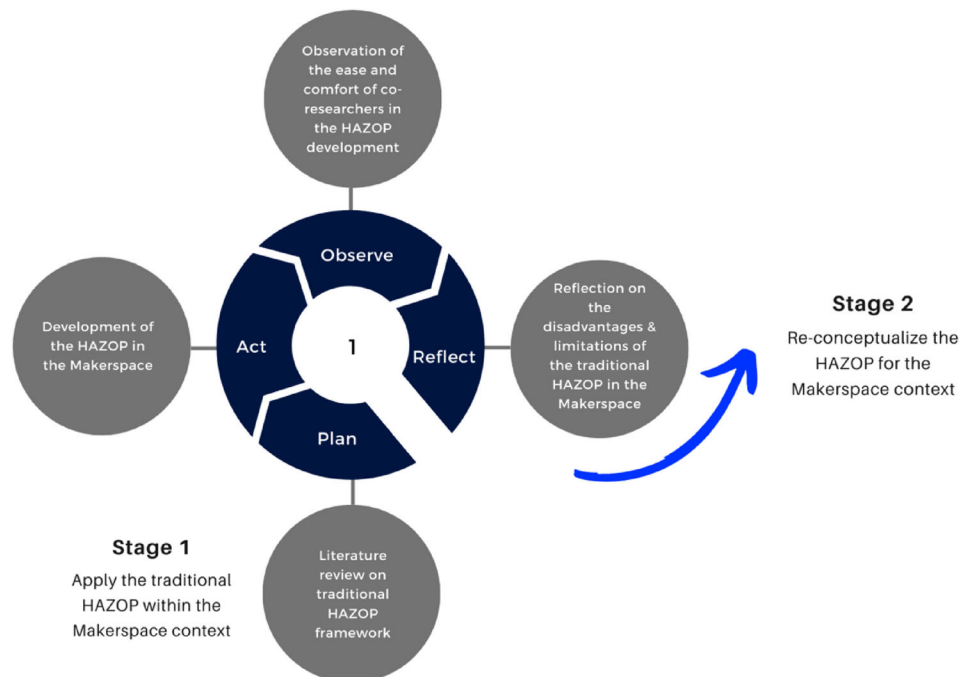 Observation of
the ease and
comfort of co-
researchers in
the HAZOP
development
Observe
Development of
the HAZOP in
the Makerspace
Act
1
Reflect
Reflection on
the
disadvantages &
limitations of
the traditional
HAZOP in the
Makerspace
Stage 2
Re-conceptualize the
HAZOP for the
Makerspace context
Plan
Stage 1
Apply the traditional
HAZOP within the
Makerspace context
Literature
review on
traditional
HAZOP
framework